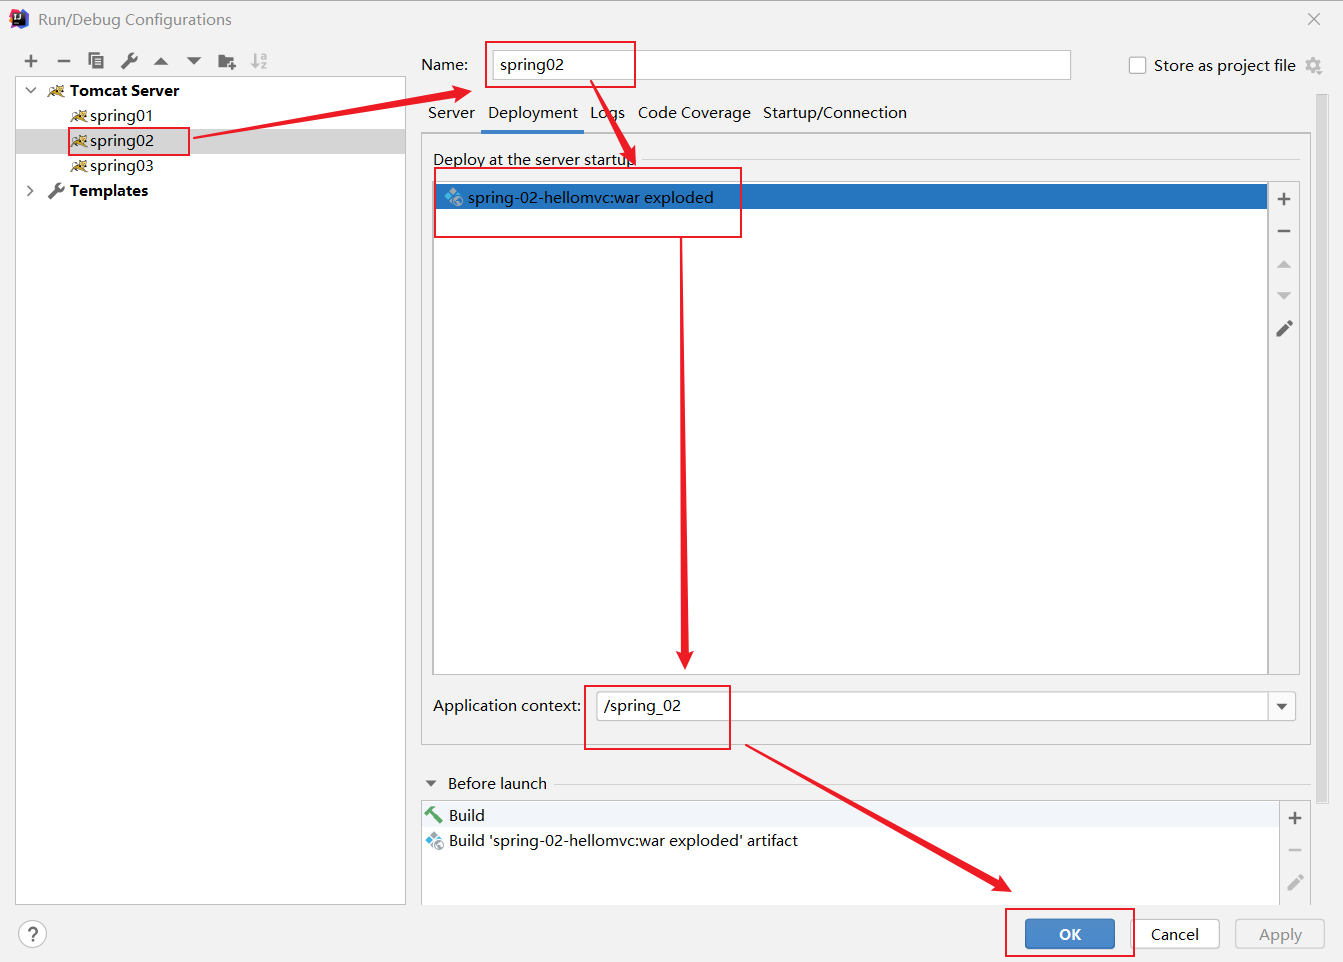 Run/Debug Configurations
Name: spring02
Store as project file
Tomcat Server
spring01
spring02
spring03
Templates
Server Deployment Logs Code Coverage Startup/Connection
Deploy at the server startup
spring-02-hellomvc:war exploded
Application context: /spring_02
Before launch
Build
Build 'spring-02-hellomvc:war exploded' artifact
?
OK Cancel Apply